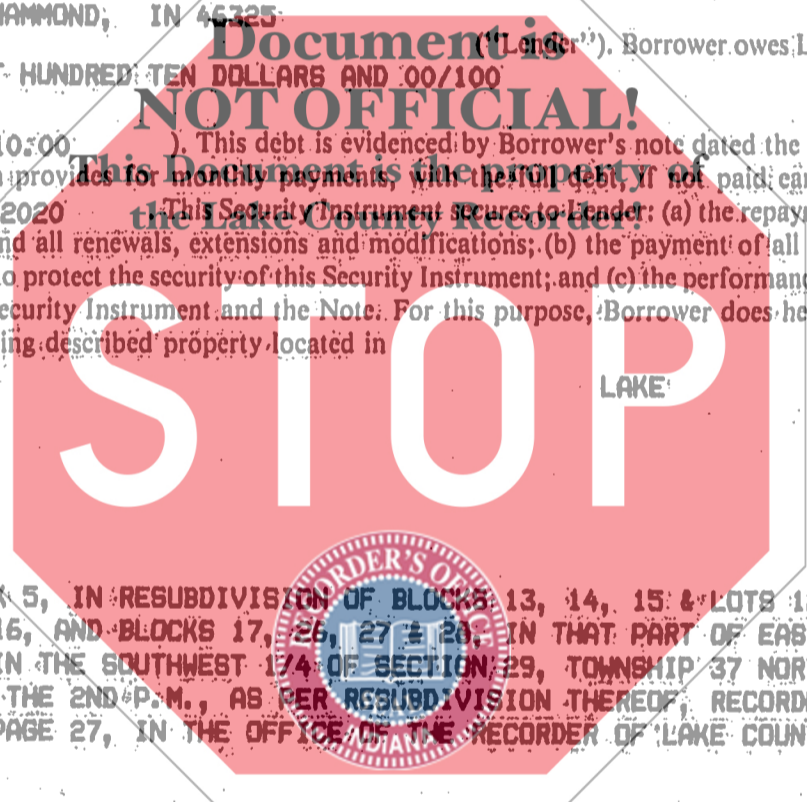 HAMMOND, IN 46325
Document is
("Lender"). Borrower owes L
HUNDRED TEN DOLLARS AND 00/100
NOT OFFICIAL!
). This debt is evidenced by Borrower's note dated the
This Document is the property of
provides for monthly payments, with the full debt, if not paid ear
the Lake County Recorder!
2020 . This Security Instrument secures to Lender: (a) the repay
nd all renewals, extensions and modifications; (b) the payment of all
o protect the security of this Security Instrument; and (c) the performanc
ecurity Instrument and the Note. For this purpose, Borrower does he
ing described property located in
LAKE
STOP
RECORDER'S OFFICE
5, IN RESUBDIVISION OF BLOCKS 13, 14, 15 & LOTS 1
16, AND BLOCKS 17, 26, 27 & 28, IN THAT PART OF EAS
IN THE SOUTHWEST 1/4 OF SECTION 29, TOWNSHIP 37 NOR
THE 2ND P.M., AS PER RESUBDIVISION THEREOF, RECORD
PAGE 27, IN THE OFFICE OF THE RECORDER OF LAKE COUN
INDIANA